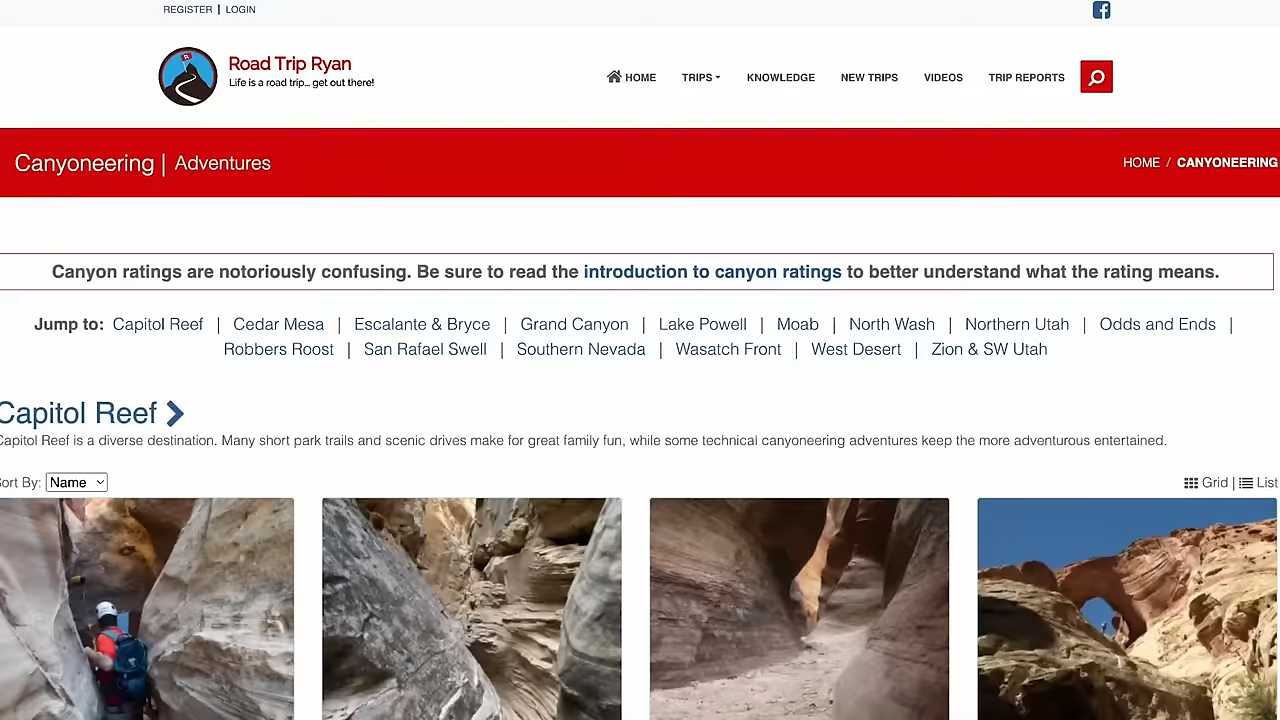 REGISTER | LOGIN
Road Trip Ryan
Life is a road trip... get out there!
HOME TRIPS KNOWLEDGE NEW TRIPS VIDEOS TRIP REPORTS
Canyoneering | Adventures
HOME / CANYONEERING
Canyon ratings are notoriously confusing. Be sure to read the introduction to canyon ratings to better understand what the rating means.
Jump to: Capitol Reef | Cedar Mesa | Escalante & Bryce | Grand Canyon | Lake Powell | Moab | North Wash | Northern Utah | Odds and Ends |
Robbers Roost | San Rafael Swell | Southern Nevada | Wasatch Front | West Desert | Zion & SW Utah
Capitol Reef
Capitol Reef is a diverse destination. Many short park trails and scenic drives make for great family fun, while some technical canyoneering adventures keep the more adventurous entertained.
Sort By: Name
Grid | List